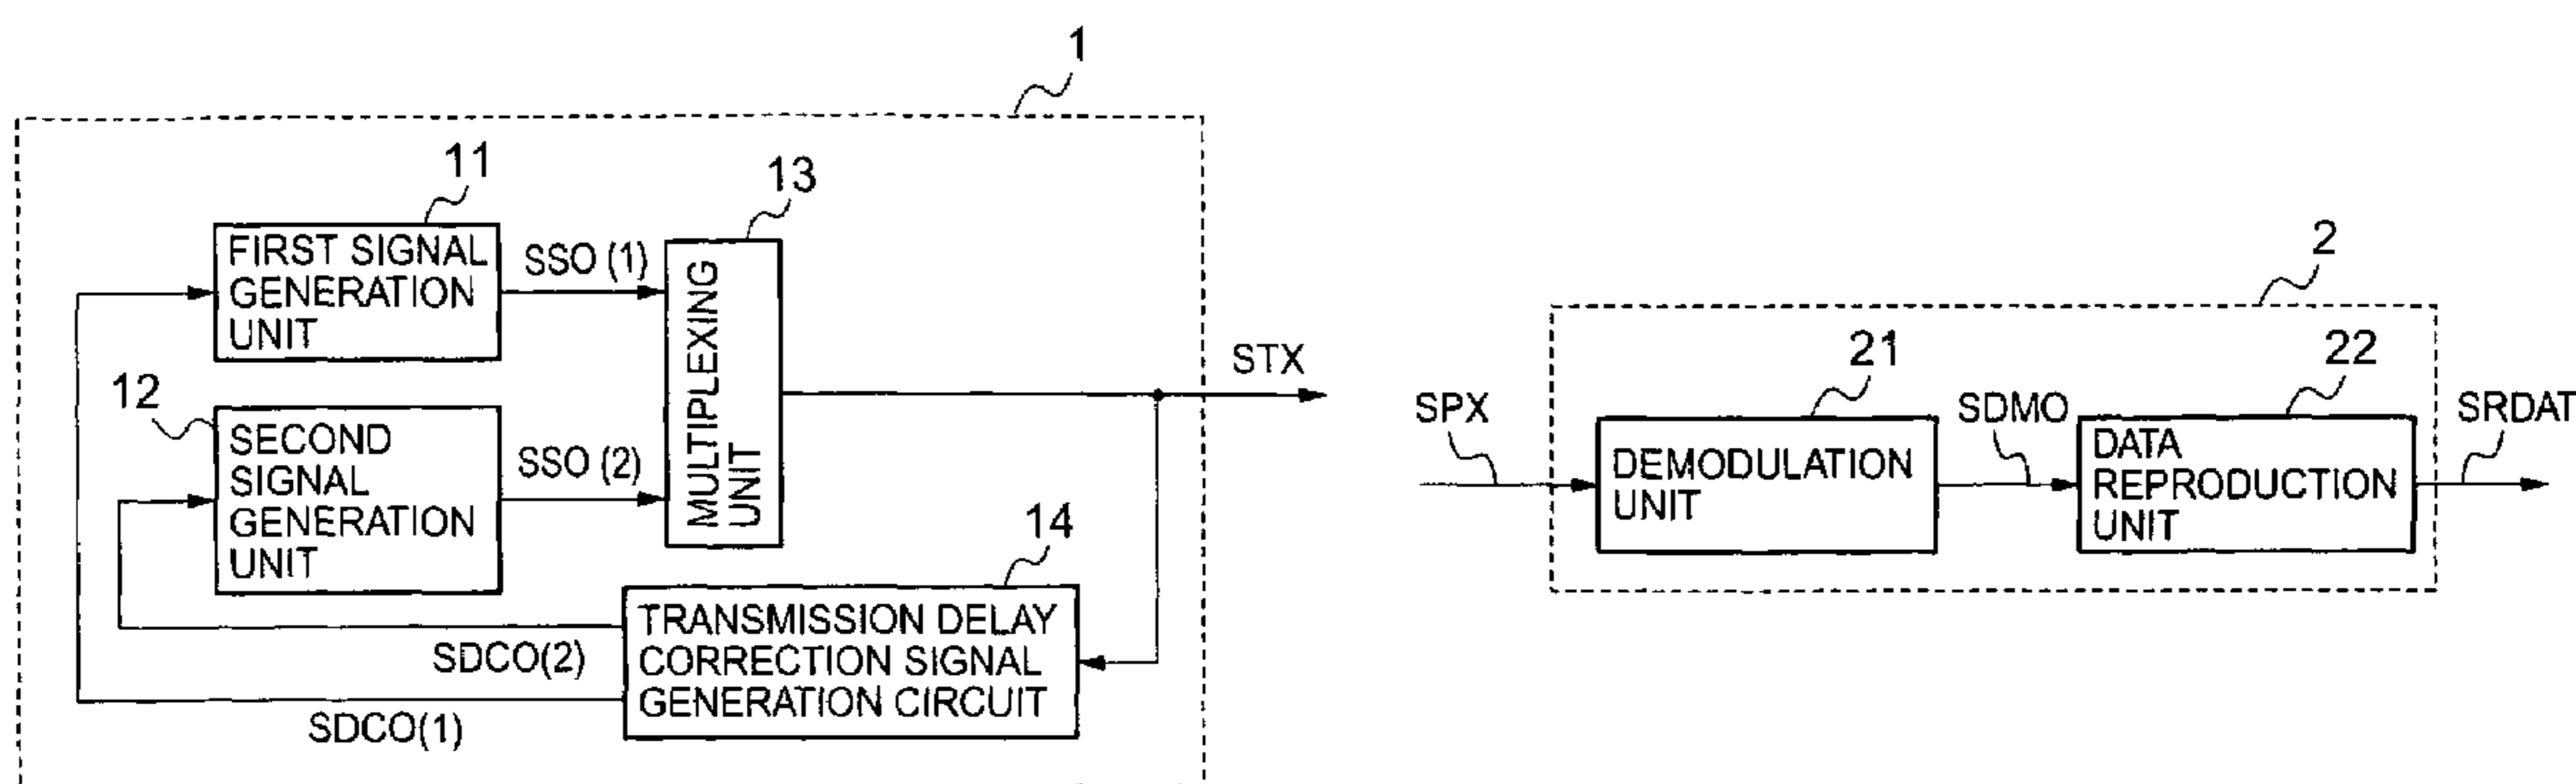 1
11
13
FIRST SIGNAL
GENERATION
UNIT
SSO (1)
MULTIPLEXING
UNIT
12
SECOND
SIGNAL
GENERATION
UNIT
SSO (2)
STX
14
TRANSMISSION DELAY
CORRECTION SIGNAL
GENERATION CIRCUIT
SDCO(2)
SDCO(1)
2
21
22
SPX
DEMODULATION
UNIT
SDMO
DATA
REPRODUCTION
UNIT
SRDAT